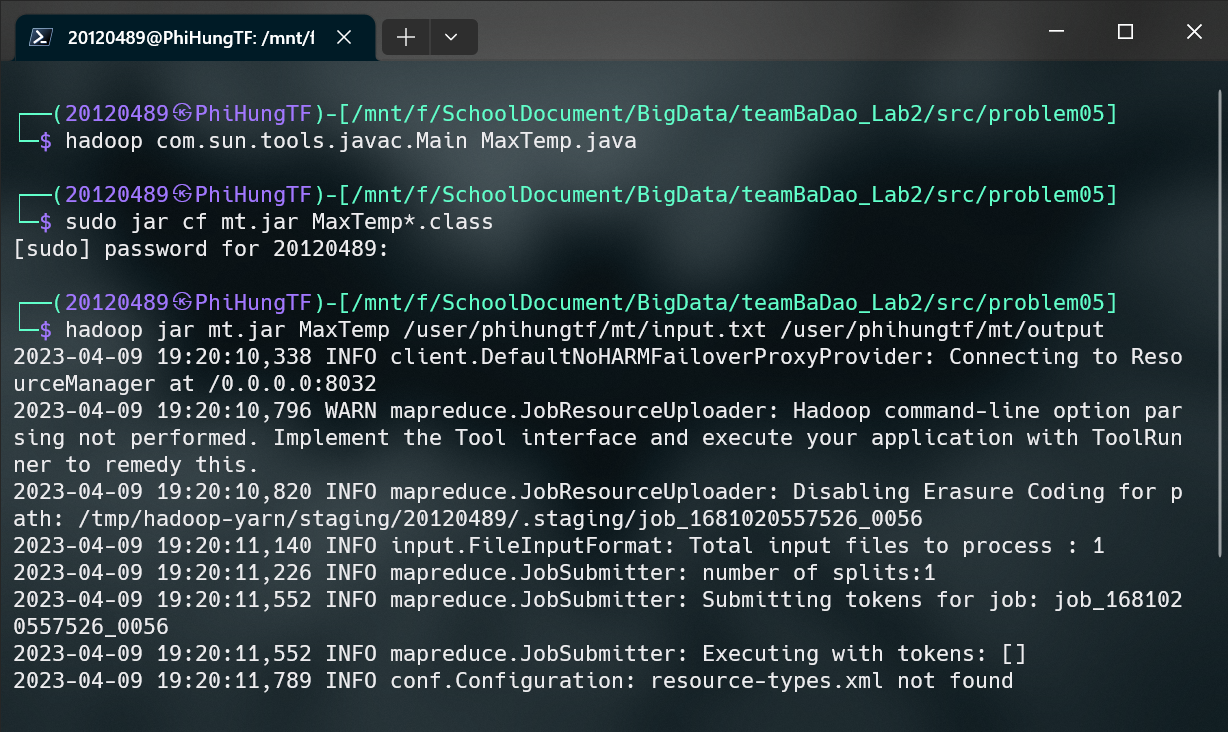 20120489@PhiHungTF: /mnt/f
┌──(20120489㉿PhiHungTF)-[/mnt/f/SchoolDocument/BigData/teamBaDao_Lab2/src/problem05]
└─$ hadoop com.sun.tools.javac.Main MaxTemp.java
┌──(20120489㉿PhiHungTF)-[/mnt/f/SchoolDocument/BigData/teamBaDao_Lab2/src/problem05]
└─$ sudo jar cf mt.jar MaxTemp*.class
[sudo] password for 20120489:
┌──(20120489㉿PhiHungTF)-[/mnt/f/SchoolDocument/BigData/teamBaDao_Lab2/src/problem05]
└─$ hadoop jar mt.jar MaxTemp /user/phihungtf/mt/input.txt /user/phihungtf/mt/output
2023-04-09 19:20:10,338 INFO client.DefaultNoHARMFailoverProxyProvider: Connecting to Reso
urceManager at /0.0.0.0:8032
2023-04-09 19:20:10,796 WARN mapreduce.JobResourceUploader: Hadoop command-line option par
sing not performed. Implement the Tool interface and execute your application with ToolRun
ner to remedy this.
2023-04-09 19:20:10,820 INFO mapreduce.JobResourceUploader: Disabling Erasure Coding for p
ath: /tmp/hadoop-yarn/staging/20120489/.staging/job_1681020557526_0056
2023-04-09 19:20:11,140 INFO input.FileInputFormat: Total input files to process : 1
2023-04-09 19:20:11,226 INFO mapreduce.JobSubmitter: number of splits:1
2023-04-09 19:20:11,552 INFO mapreduce.JobSubmitter: Submitting tokens for job: job_168102
0557526_0056
2023-04-09 19:20:11,552 INFO mapreduce.JobSubmitter: Executing with tokens: []
2023-04-09 19:20:11,789 INFO conf.Configuration: resource-types.xml not found